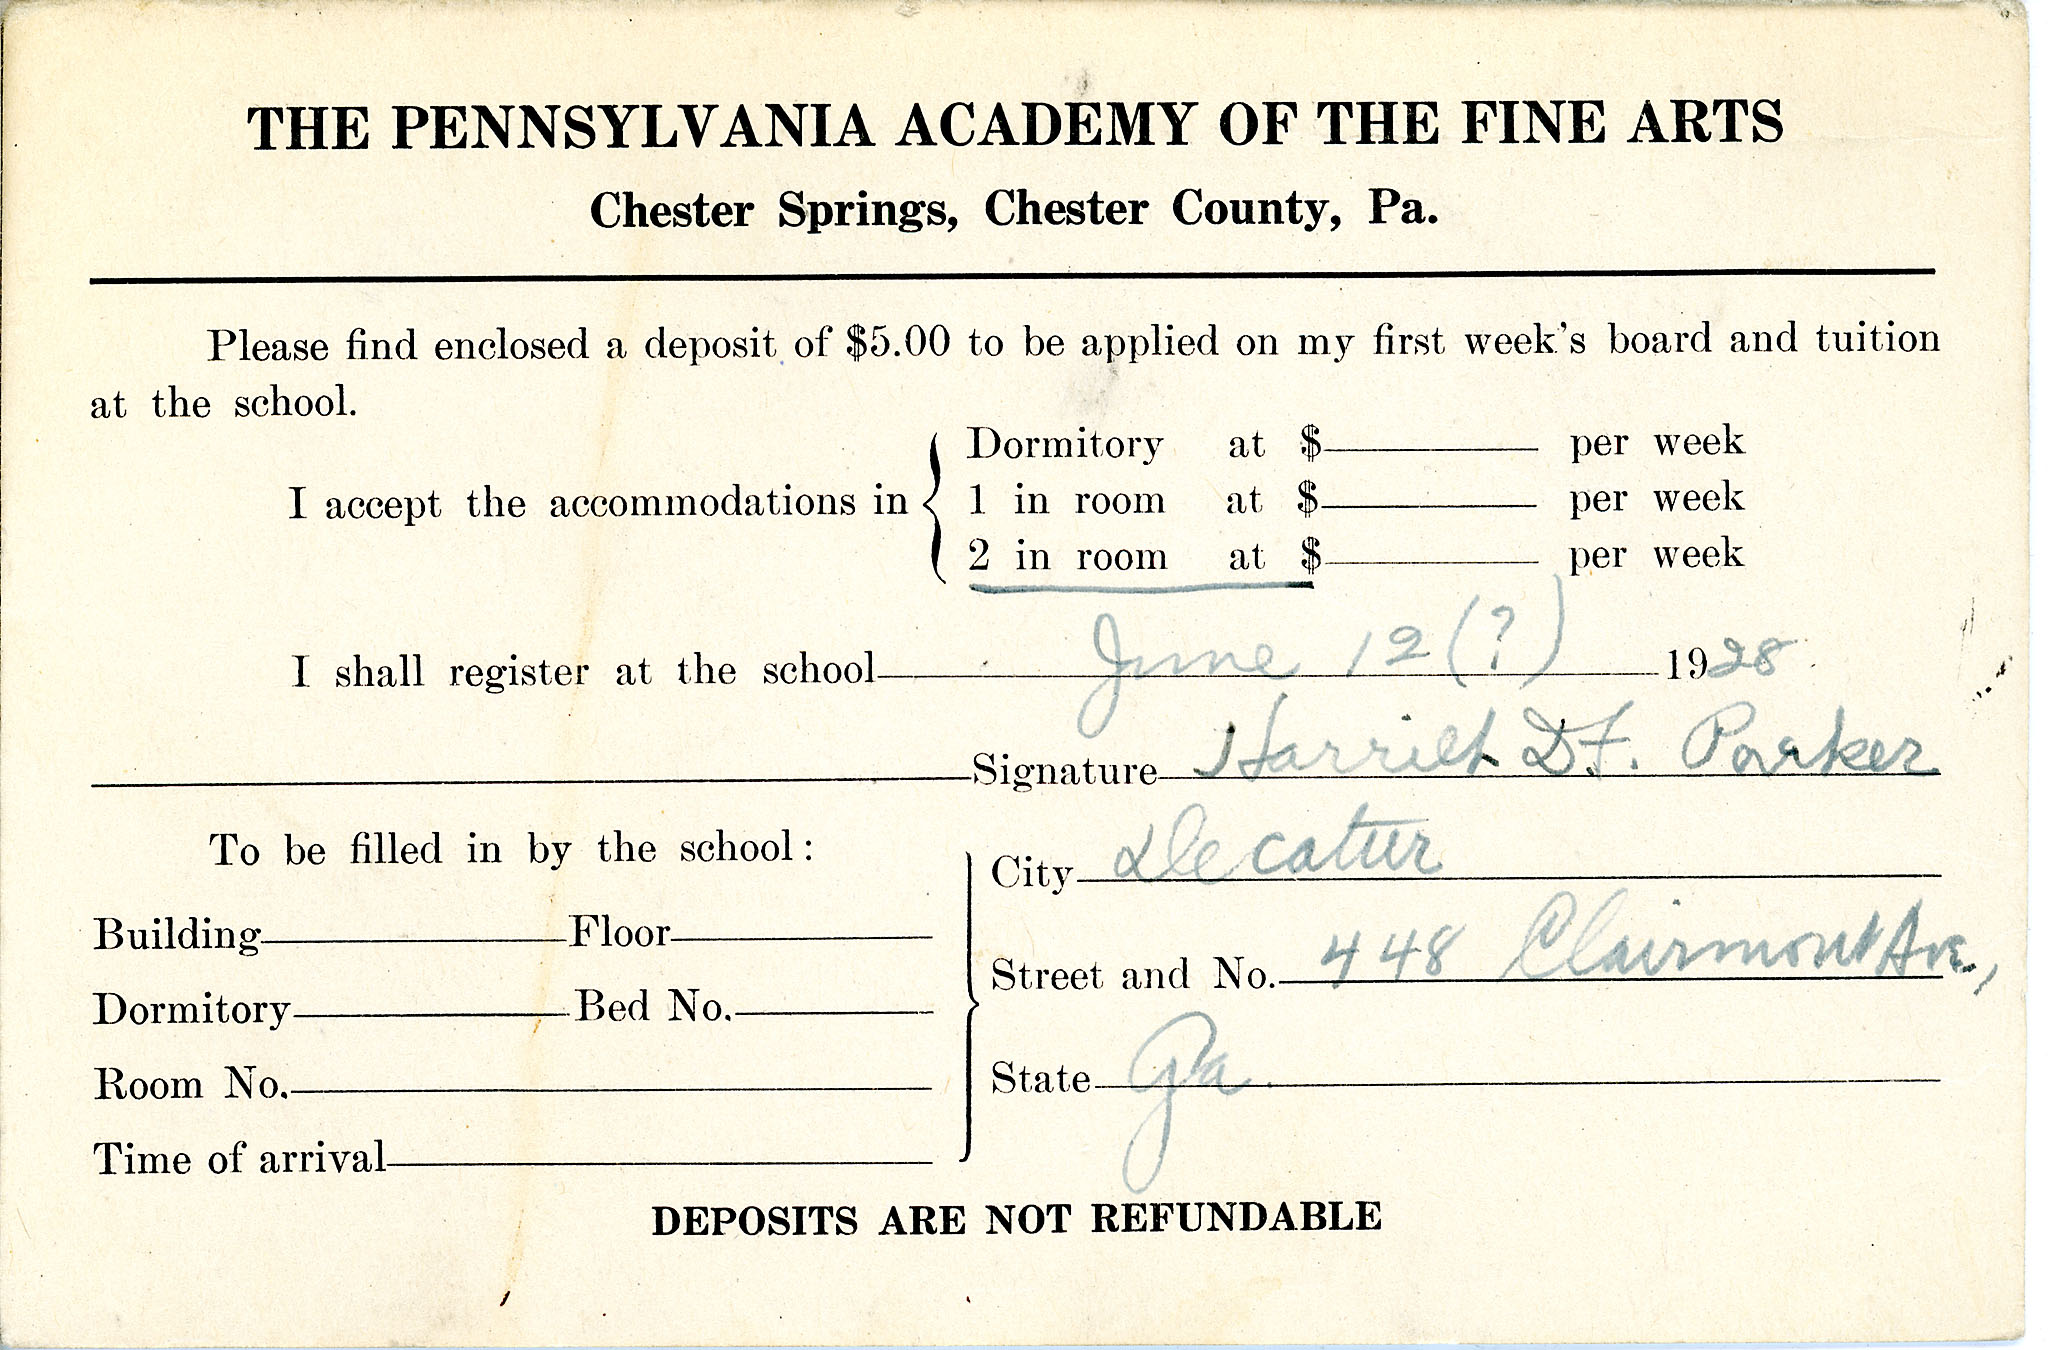 THE PENNSYLVANIA ACADEMY OF THE FINE ARTS
Chester Springs, Chester County, Pa.
Please find enclosed a deposit of $5.00 to be applied on my first week's board and tuition
at the school.
I accept the accommodations in
Dormitory at $ per week
1 in room at $ per week
2 in room at $ per week
I shall register at the school June 12 (?) 1928
Signature Harriet D.F. Parker
To be filled in by the school:
Building Floor
Dormitory Bed No.
Room No.
Time of arrival
City Decatur
Street and No. 448 Clairmont Ave,
State Ga.
DEPOSITS ARE NOT REFUNDABLE